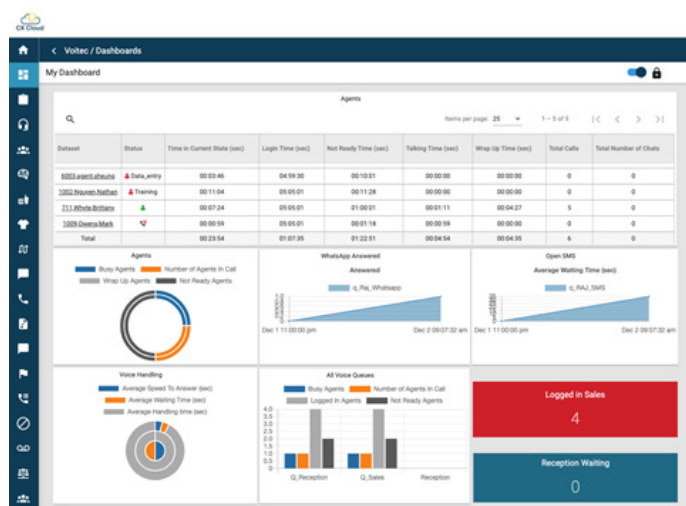 CX Cloud
Voitec / Dashboards
My Dashboard
Agents
Items per page: 25 1 – 5 of 5
Dataset Status Time in Current State (sec) Login Time (sec) Not Ready Time (sec) Talking Time (sec) Wrap Up Time (sec) Total Calls Total Number of Chats
6003.agent.sheung Data_entry 00:03:46 04:59:30 00:10:01 00:00:00 00:00:00 0 0
1002.Nguyen.Nathan Training 00:11:04 05:05:01 00:11:28 00:00:00 00:00:00 0 0
711.Whyte.Brittany 00:07:24 05:05:01 01:00:01 00:01:11 00:04:27 5 0
1009.Owens.Mark 00:00:59 05:05:01 00:01:18 00:00:59 00:00:00 0 0
Total 00:23:54 01:07:35 01:22:51 00:04:54 00:04:35 6 0
Agents
Busy Agents Number of Agents In Call
Wrap Up Agents Not Ready Agents
WhatsApp Answered
Answered
q_Raj_Whatsapp
Dec 1 11:00:00 pm Dec 2 09:07:32 am
Open SMS
Average Waiting Time (sec)
q_RAJ_SMS
Dec 1 11:00:00 pm Dec 2 09:07:32 am
Voice Handling
Average Speed To Answer (sec)
Average Waiting Time (sec)
Average Handling time (sec)
All Voice Queues
Busy Agents Number of Agents in Call
Logged In Agents Not Ready Agents
4.0
3.5
3.0
2.5
2.0
1.5
1.0
0.5
0
Q_Reception Q_Sales Reception
Logged in Sales
4
Reception Waiting
0